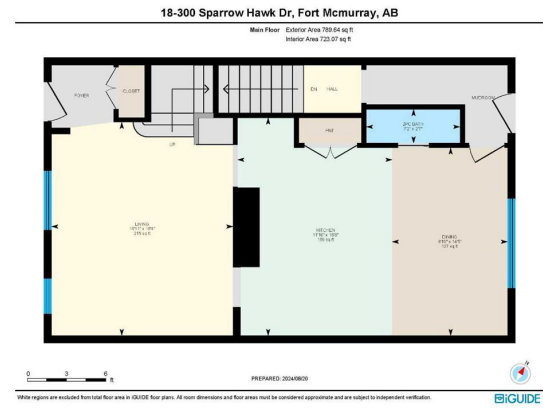 18-300 Sparrow Hawk Dr, Fort Mcmurray, AB
Main Floor Exterior Area 789.64 sq ft
Interior Area 723.07 sq ft
FOYER
CLOSET
DN
HALL
MUDROOM
UP
2PC BATH
LIVING
KITCHEN
DINING
0 3 6
ft
PREPARED: 2024/08/20
N
White regions are excluded from total floor area in iGUIDE floor plans. All room dimensions and floor areas must be considered approximate and are subject to independent verification.
iGUIDE